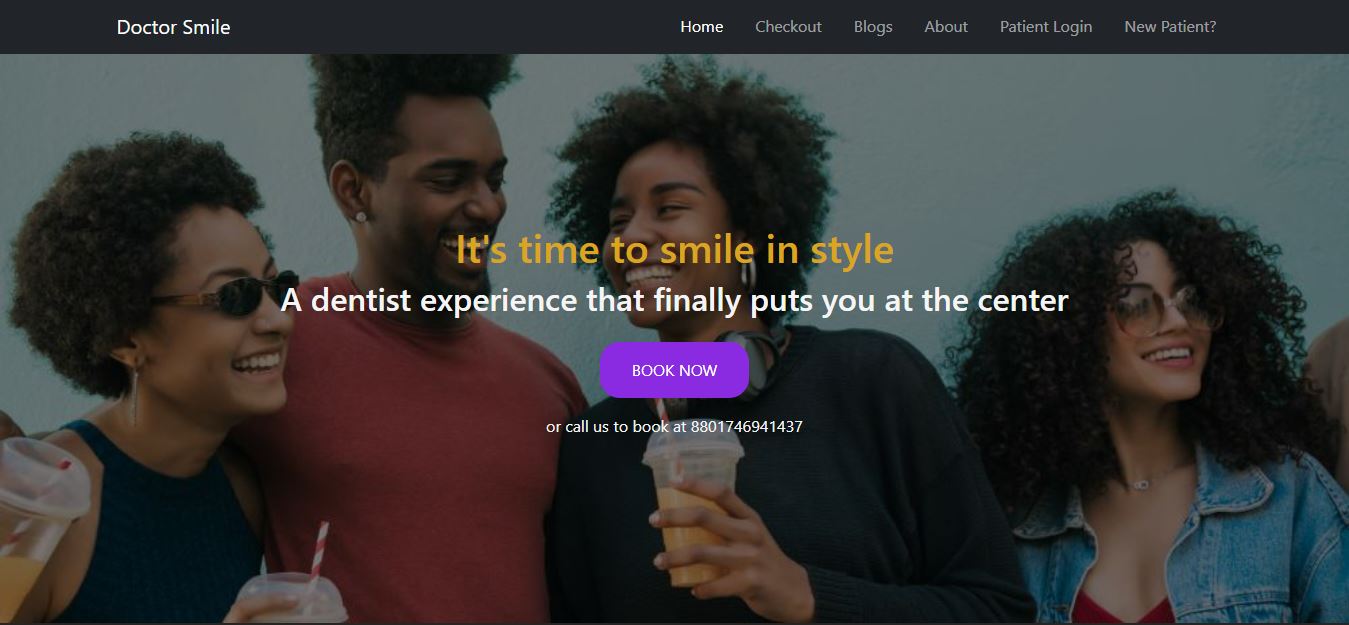 Doctor Smile
Home Checkout Blogs About Patient Login New Patient?
It's time to smile in style
A dentist experience that finally puts you at the center
BOOK NOW
or call us to book at 8801746941437